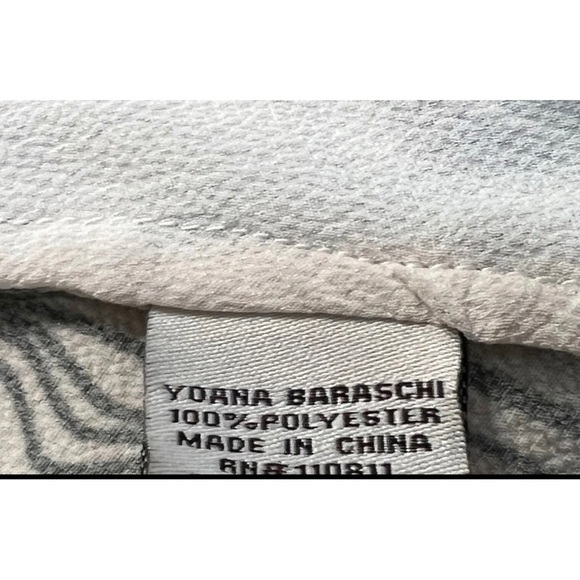 YOANA BARASCHI
100%POLYESTER
MADE IN CHINA
RN#110811